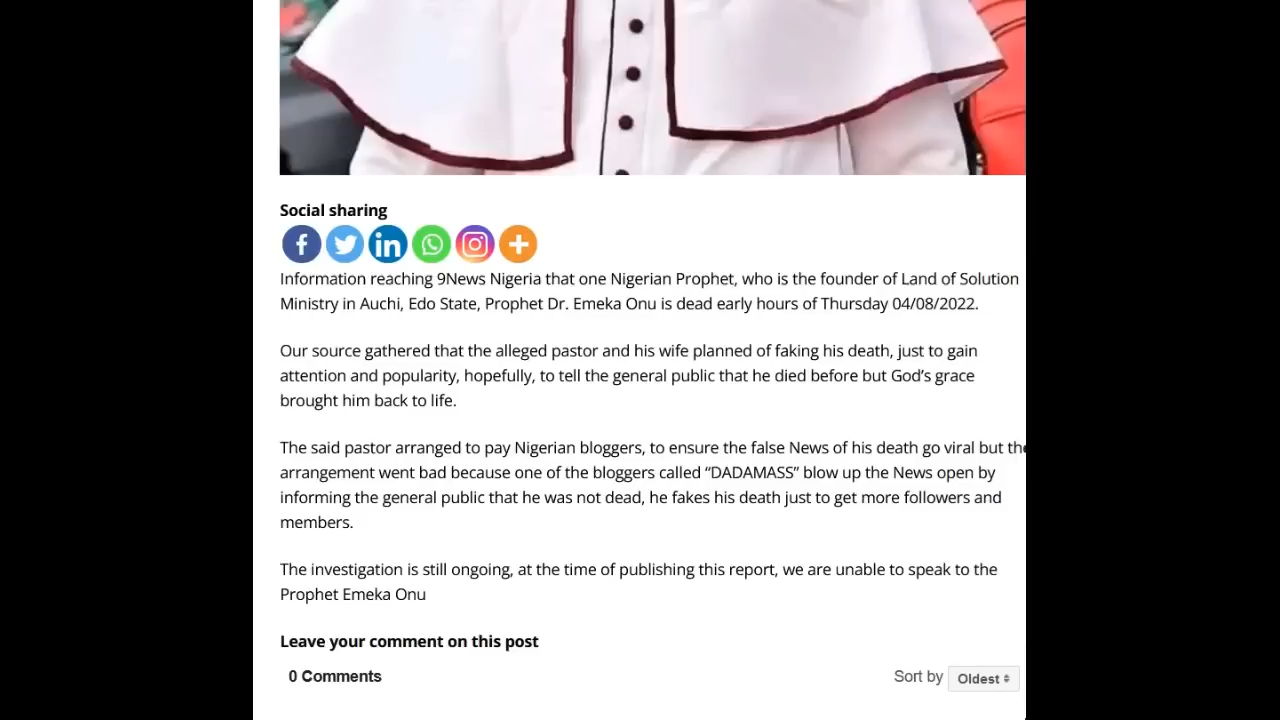 Social sharing
Information reaching 9News Nigeria that one Nigerian Prophet, who is the founder of Land of Solution
Ministry in Auchi, Edo State, Prophet Dr. Emeka Onu is dead early hours of Thursday 04/08/2022.
Our source gathered that the alleged pastor and his wife planned of faking his death, just to gain
attention and popularity, hopefully, to tell the general public that he died before but God’s grace
brought him back to life.
The said pastor arranged to pay Nigerian bloggers, to ensure the false News of his death go viral but the
arrangement went bad because one of the bloggers called “DADAMASS” blow up the News open by
informing the general public that he was not dead, he fakes his death just to get more followers and
members.
The investigation is still ongoing, at the time of publishing this report, we are unable to speak to the
Prophet Emeka Onu
Leave your comment on this post
0 Comments
Sort by Oldest